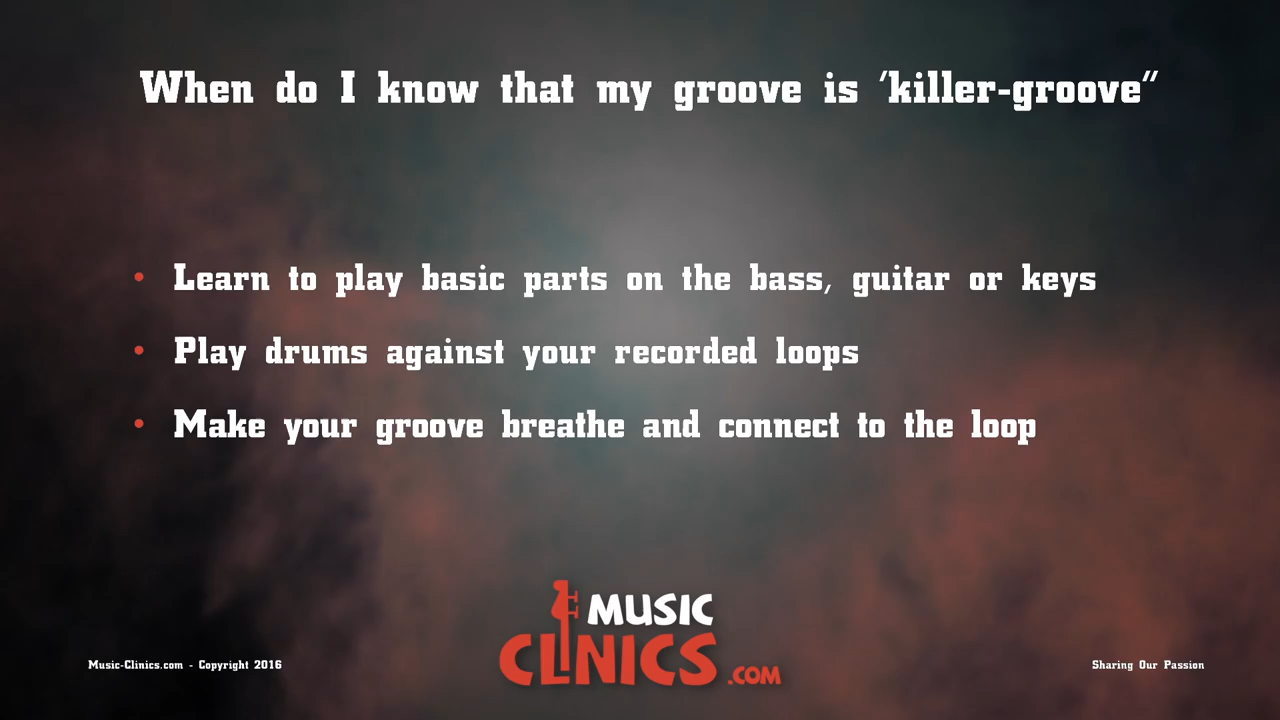 When do I know that my groove is 'killer-groove"
• Learn to play basic parts on the bass, guitar or keys
• Play drums against your recorded loops
• Make your groove breathe and connect to the loop
MUSIC
CLINICS .COM
Music-Clinics.com - Copyright 2016
Sharing Our Passion